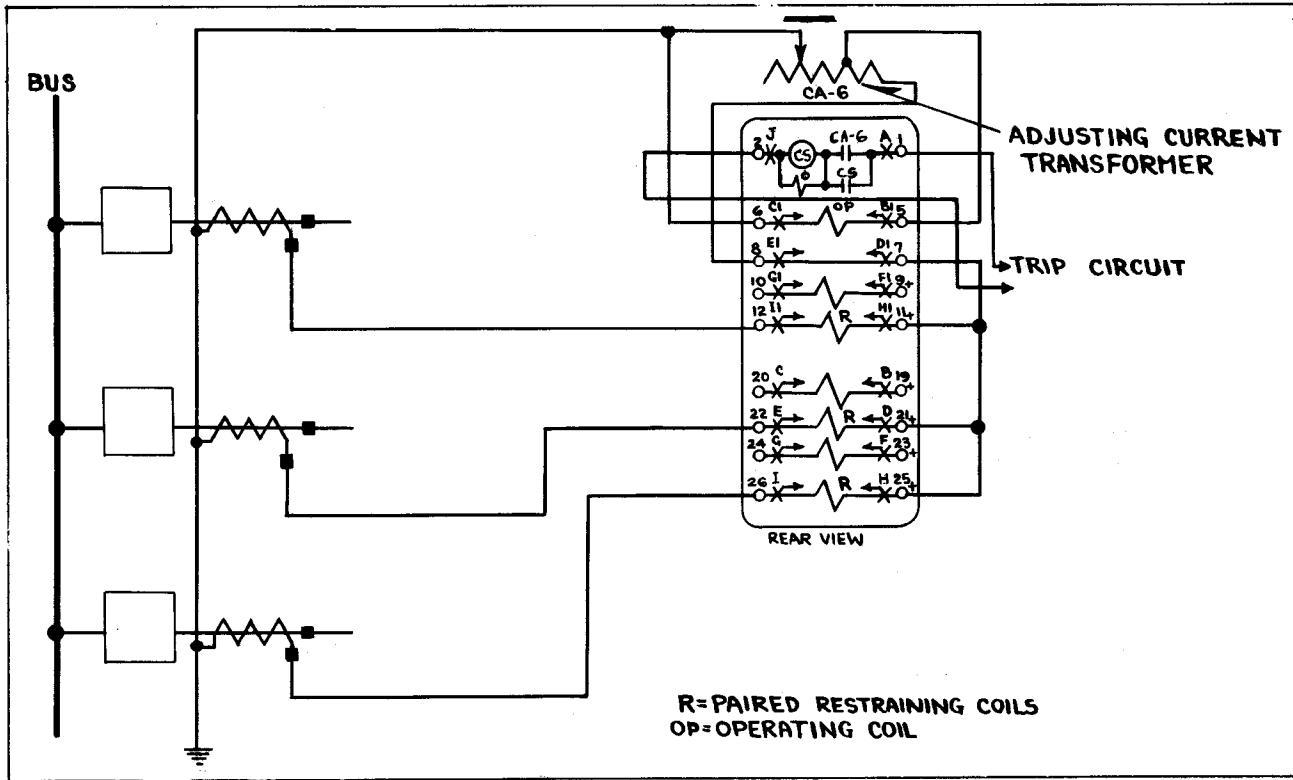 BUS
CA-6
ADJUSTING CURRENT
TRANSFORMER
2 J CS CA-6 A 1
CS
6 C1 OP B1 5
8 E1 D1 7
10 G1 F1 9+
12 I1 R H1 11+
20 C B 19+
22 E R D 21+
24 G F 23+
26 I R H 25+
REAR VIEW
TRIP CIRCUIT
R=PAIRED RESTRAINING COILS
OP=OPERATING COIL